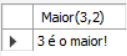 Maior(3,2)
3 é o maior!